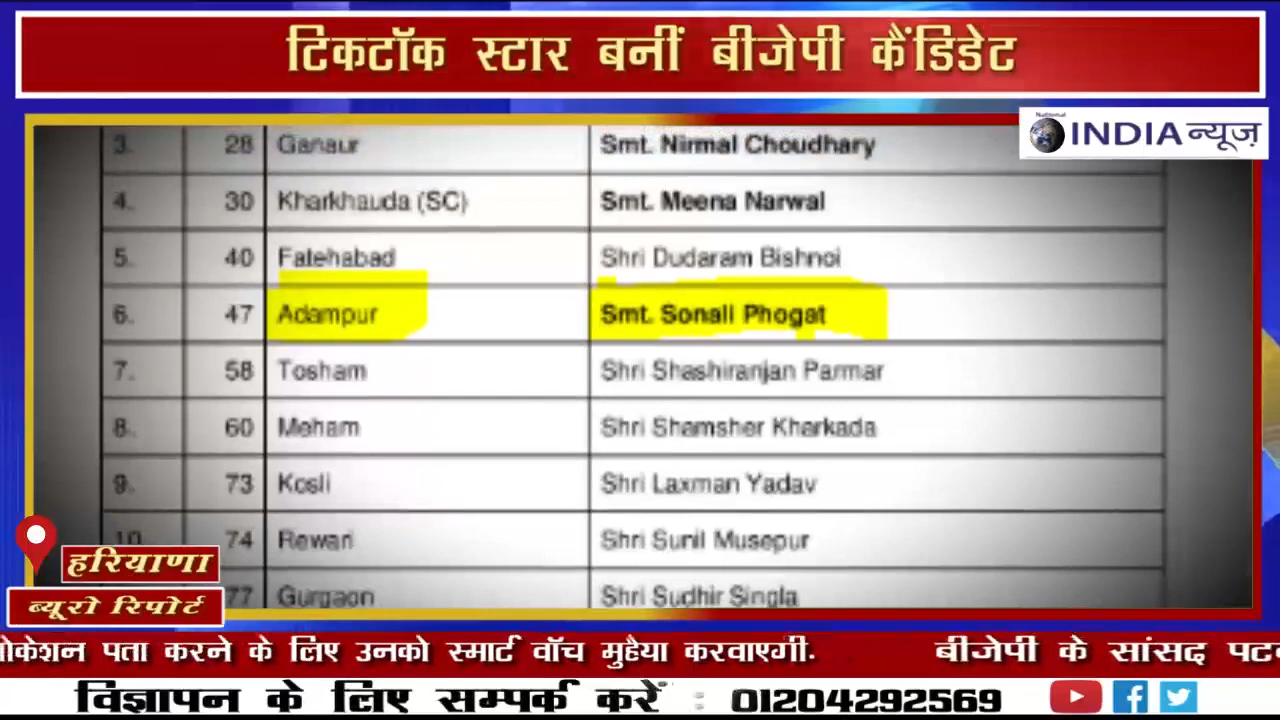 टिकटॉक स्टार बनीं बीजेपी कैंडिडेट
National
INDIA न्यूज़
3. 28 Ganaur Smt. Nirmal Choudhary
4. 30 Kharkhauda (SC) Smt. Meena Narwal
5. 40 Fatehabad Shri Dudaram Bishnoi
6. 47 Adampur Smt. Sonali Phogat
7. 58 Tosham Shri Shashiranjan Parmar
8. 60 Meham Shri Shamsher Kharkada
9. 73 Kosli Shri Laxman Yadav
10. 74 Rewari Shri Sunil Musepur
77 Gurgaon Shri Sudhir Singla
हरियाणा
ब्यूरो रिपोर्ट
पता करने के लिए उनको स्मार्ट वॉच मुहैया करवाएगी. बीजेपी के सांसद
विज्ञापन के लिए सम्पर्क करें : 01204292569